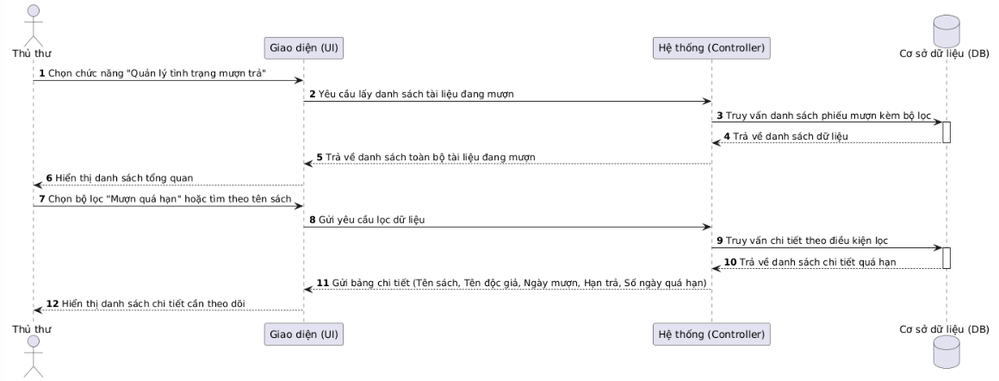 Thủ thư
Giao diện (UI)
Hệ thống (Controller)
Cơ sở dữ liệu (DB)
1 Chọn chức năng "Quản lý tình trạng mượn trả"
2 Yêu cầu lấy danh sách tài liệu đang mượn
3 Truy vấn danh sách phiếu mượn kèm bộ lọc
4 Trả về danh sách dữ liệu
5 Trả về danh sách toàn bộ tài liệu đang mượn
6 Hiển thị danh sách tổng quan
7 Chọn bộ lọc "Mượn quá hạn" hoặc tìm theo tên sách
8 Gửi yêu cầu lọc dữ liệu
9 Truy vấn chi tiết theo điều kiện lọc
10 Trả về danh sách chi tiết quá hạn
11 Gửi bảng chi tiết (Tên sách, Tên độc giả, Ngày mượn, Hạn trả, Số ngày quá hạn)
12 Hiển thị danh sách chi tiết cần theo dõi
Thủ thư
Giao diện (UI)
Hệ thống (Controller)
Cơ sở dữ liệu (DB)